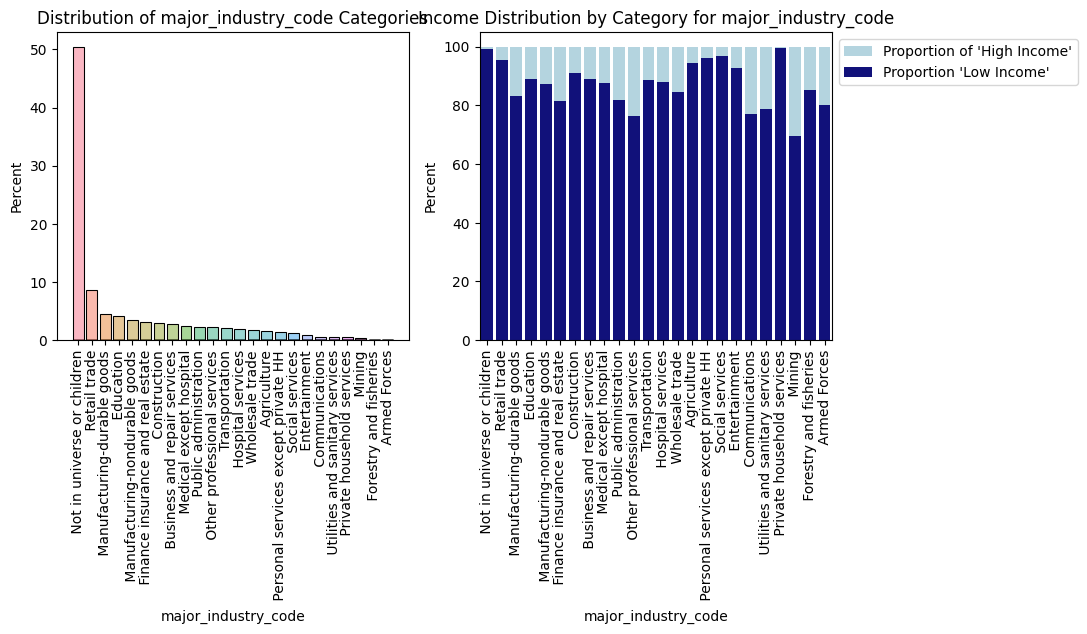 Distribution of major_industry_code Categories
Income Distribution by Category for major_industry_code
Percent
50
40
30
20
10
0
Not in universe or children
Retail trade
Manufacturing-durable goods
Education
Manufacturing-nondurable goods
Finance insurance and real estate
Construction
Business and repair services
Medical except hospital
Public administration
Other professional services
Transportation
Hospital services
Wholesale trade
Agriculture
Personal services except private HH
Social services
Entertainment
Communications
Utilities and sanitary services
Private household services
Mining
Forestry and fisheries
Armed Forces
major_industry_code
Percent
100
80
60
40
20
0
Not in universe or children
Retail trade
Manufacturing-durable goods
Education
Manufacturing-nondurable goods
Finance insurance and real estate
Construction
Business and repair services
Medical except hospital
Public administration
Other professional services
Transportation
Hospital services
Wholesale trade
Agriculture
Personal services except private HH
Social services
Entertainment
Communications
Utilities and sanitary services
Private household services
Mining
Forestry and fisheries
Armed Forces
major_industry_code
Proportion of 'High Income'
Proportion 'Low Income'